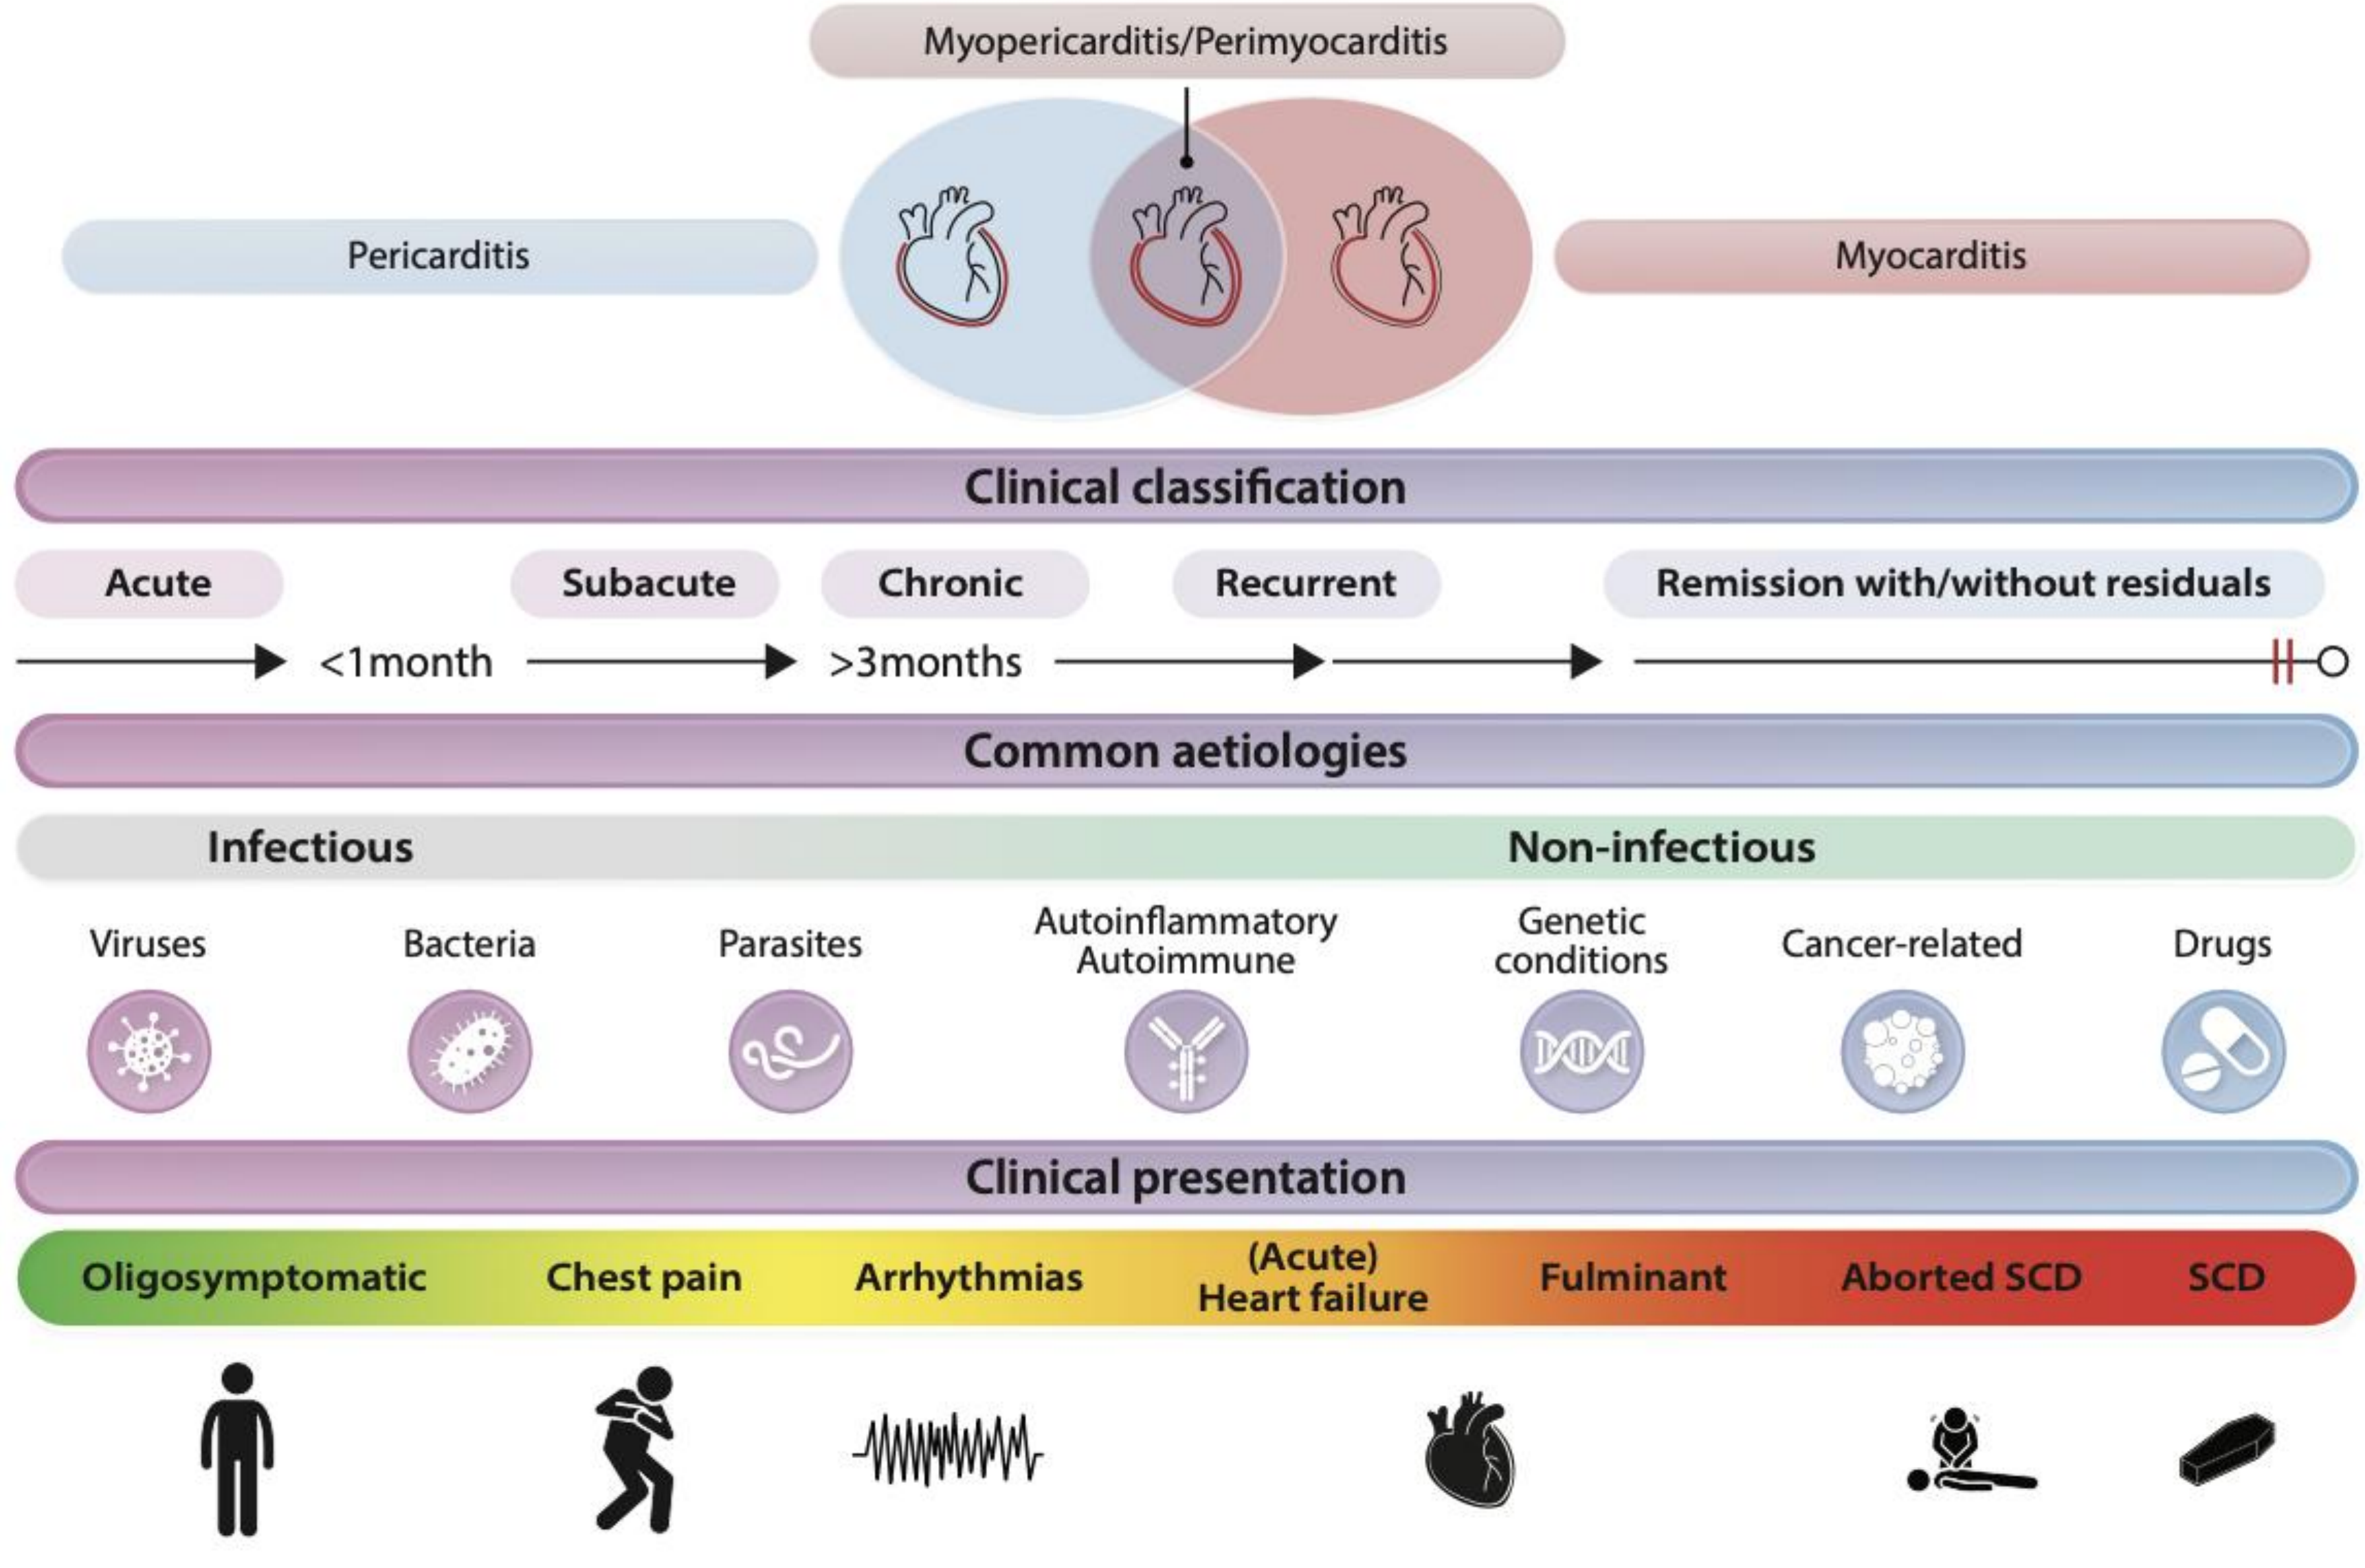 Myopericarditis/Perimyocarditis
Pericarditis
Myocarditis
Clinical classification
Acute
Subacute
Chronic
Recurrent
Remission with/without residuals
<1month
>3months
Common aetiologies
Infectious
Non-infectious
Viruses
Bacteria
Parasites
Autoinflammatory
Autoimmune
Genetic
conditions
Cancer-related
Drugs
Clinical presentation
Oligosymptomatic
Chest pain
Arrhythmias
(Acute)
Heart failure
Fulminant
Aborted SCD
SCD